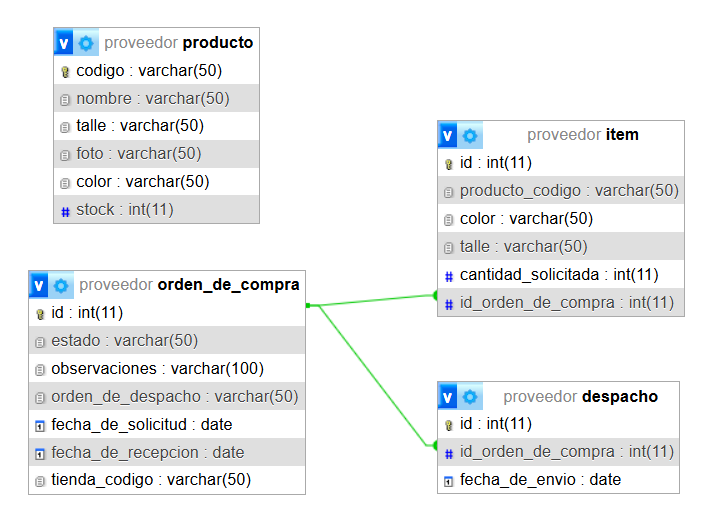 v proveedor producto
codigo : varchar(50)
nombre : varchar(50)
talle : varchar(50)
foto : varchar(50)
color : varchar(50)
# stock : int(11)
v proveedor orden_de_compra
id : int(11)
estado : varchar(50)
observaciones : varchar(100)
orden_de_despacho : varchar(50)
fecha_de_solicitud : date
fecha_de_recepcion : date
tienda_codigo : varchar(50)
v proveedor item
id : int(11)
producto_codigo : varchar(50)
color : varchar(50)
talle : varchar(50)
# cantidad_solicitada : int(11)
# id_orden_de_compra : int(11)
v proveedor despacho
id : int(11)
# id_orden_de_compra : int(11)
fecha_de_envio : date